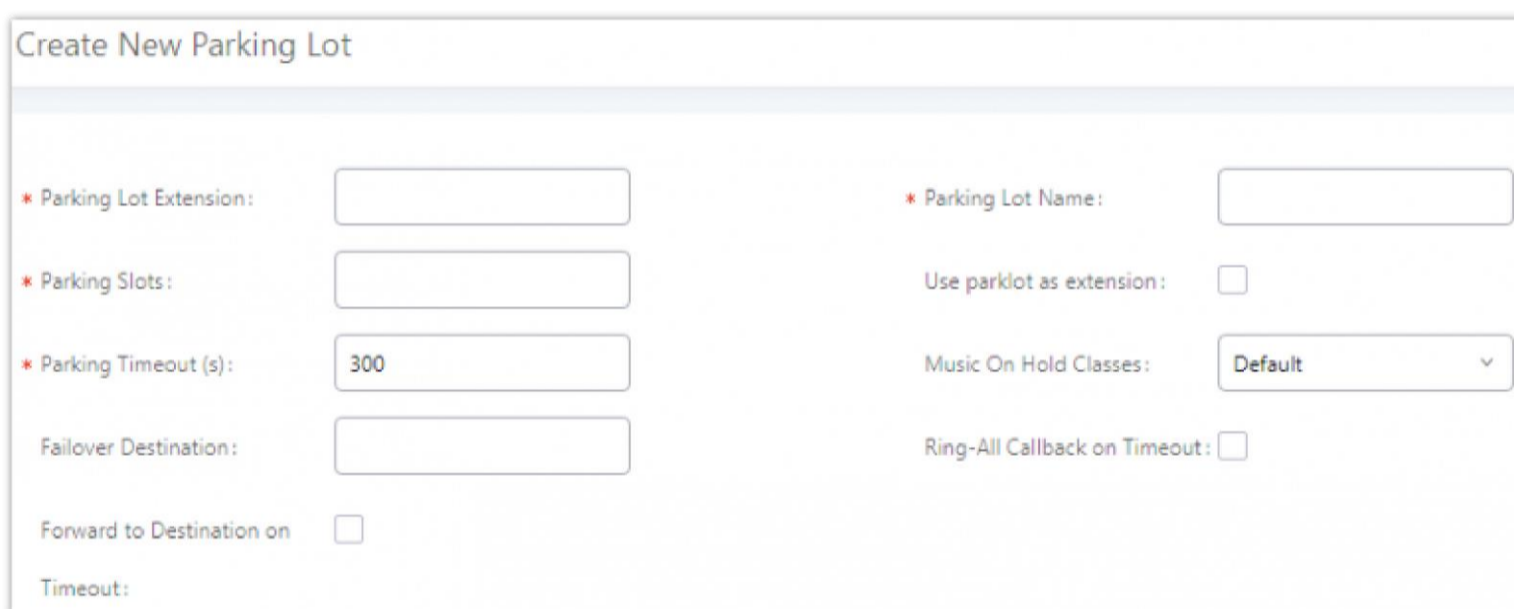 Create New Parking Lot
* Parking Lot Extension:
* Parking Lot Name:
* Parking Slots:
Use parklot as extension:
* Parking Timeout (s): 300
Music On Hold Classes: Default
Failover Destination:
Ring-All Callback on Timeout:
Forward to Destination on
Timeout: